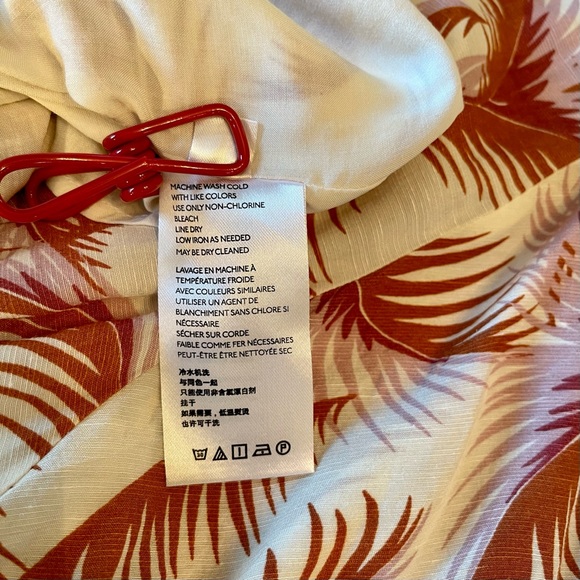 MACHINE WASH COLD
WITH LIKE COLORS
USE ONLY NON-CHLORINE
BLEACH
LINE DRY
LOW IRON AS NEEDED
MAY BE DRY CLEANED
LAVAGE EN MACHINE À
TEMPÉRATURE FROIDE
AVEC COULEURS SIMILAIRES
UTILISER UN AGENT DE
BLANCHIMENT SANS CHLORE SI
NÉCESSAIRE
SÉCHER SUR CORDE
FAIBLE COMME FER NÉCESSAIRES
PEUT-ÊTRE ÊTRE NETTOYÉE SEC
冷水机洗
与同色一起
只能使用非含氯漂白剂
挂干
如果需要，低温熨烫
也许可干洗
30
P